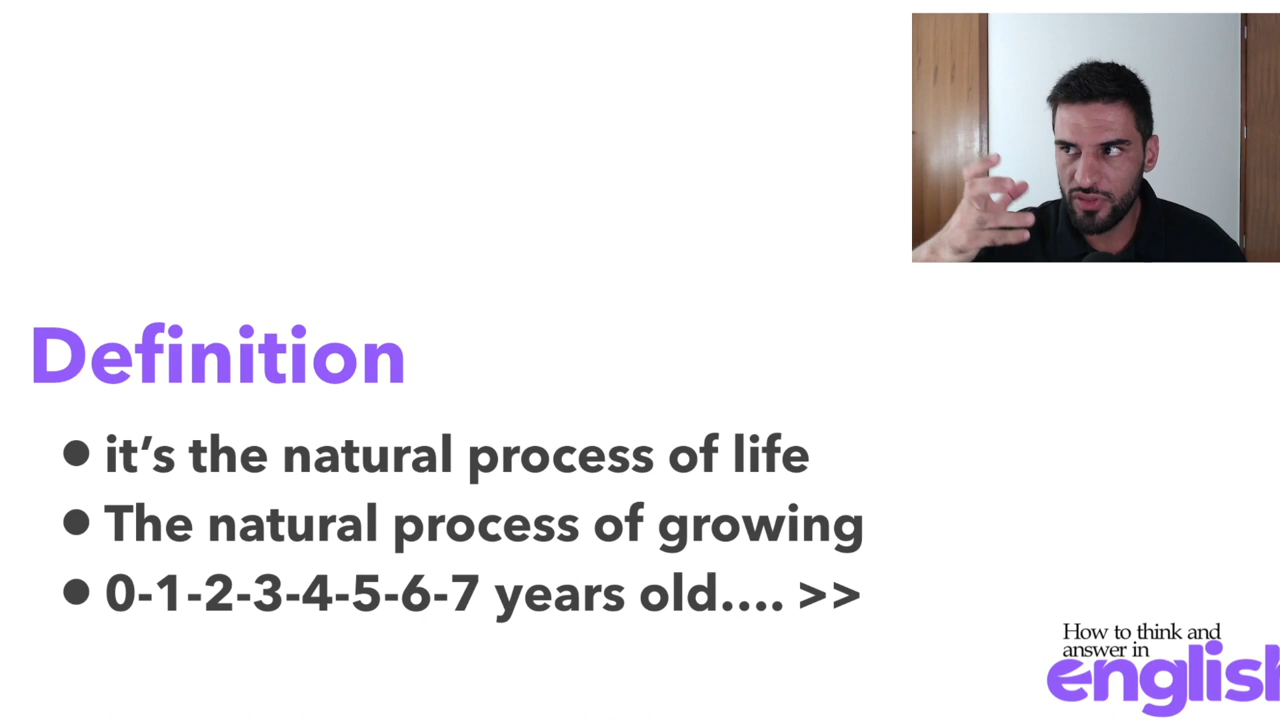 Definition
● it’s the natural process of life
● The natural process of growing
● 0-1-2-3-4-5-6-7 years old…. >>
How to think and
answer in
english